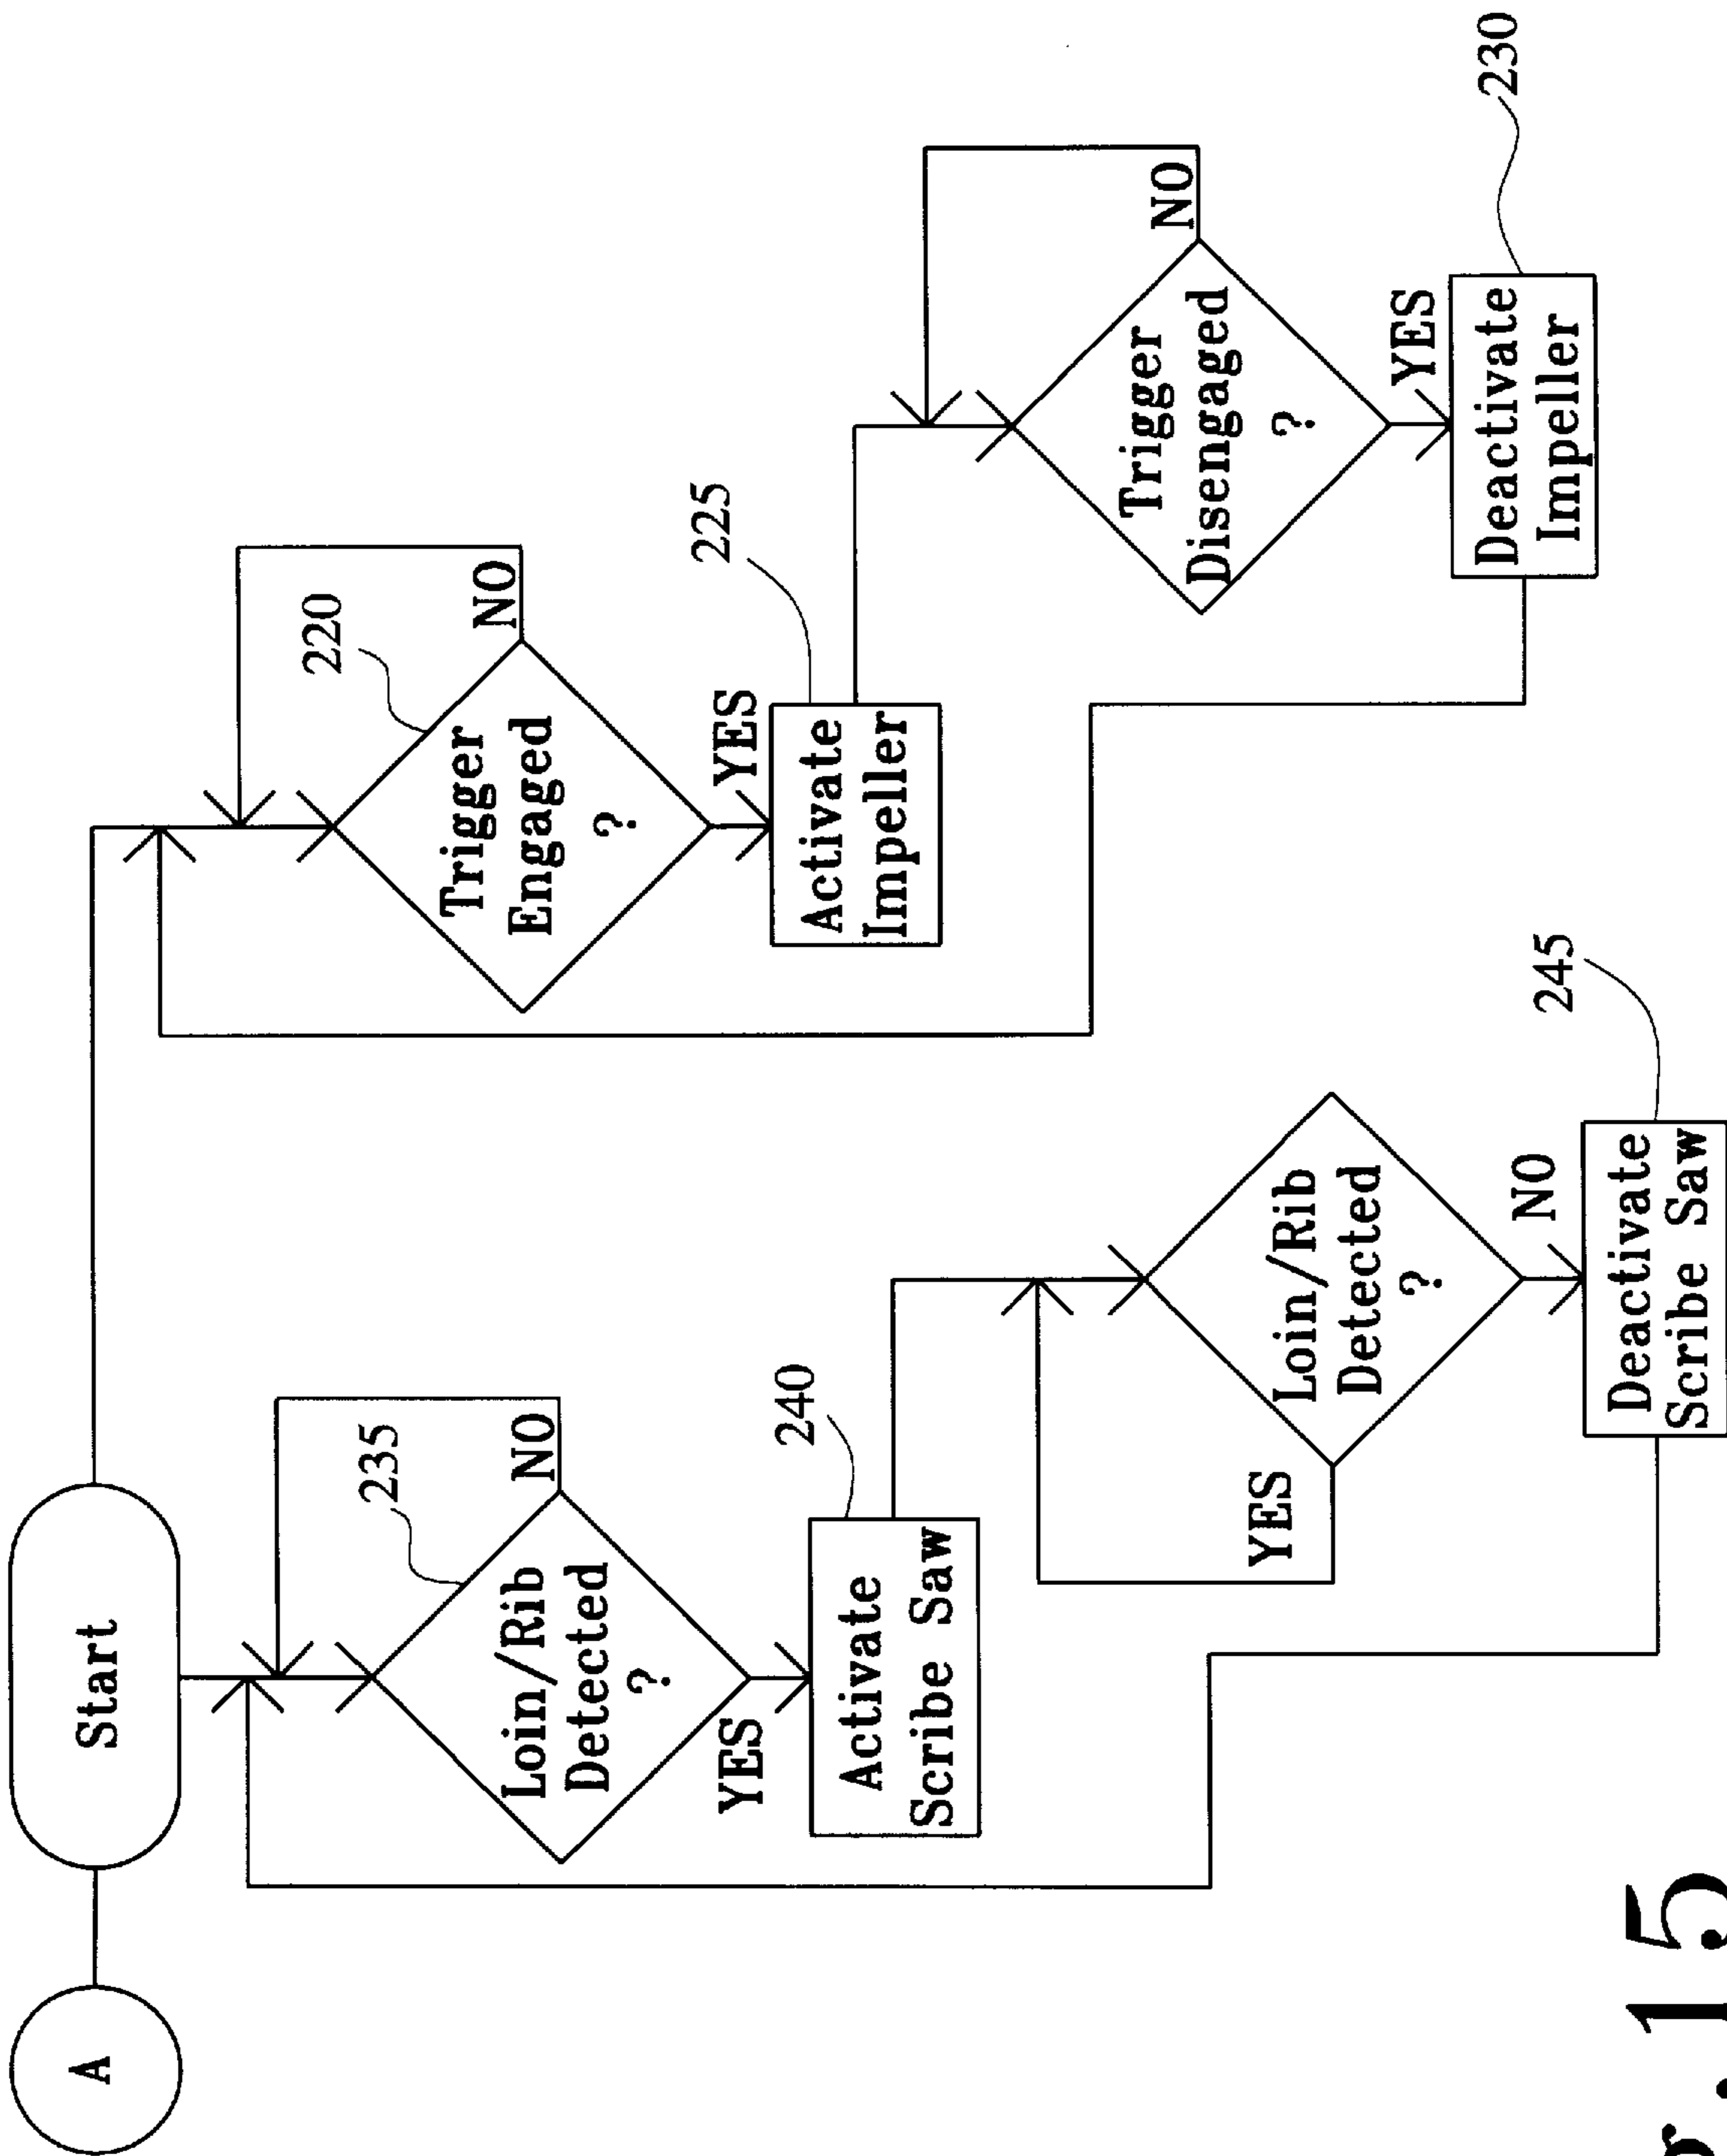 A
Start
235
Loin/Rib
Detected
?
NO
YES
240
Activate
Scribe Saw
Loin/Rib
Detected
?
YES
NO
245
Deactivate
Scribe Saw
220
Trigger
Engaged
?
NO
YES
225
Activate
Impeller
Trigger
Disengaged
?
NO
YES
230
Deactivate
Impeller
15